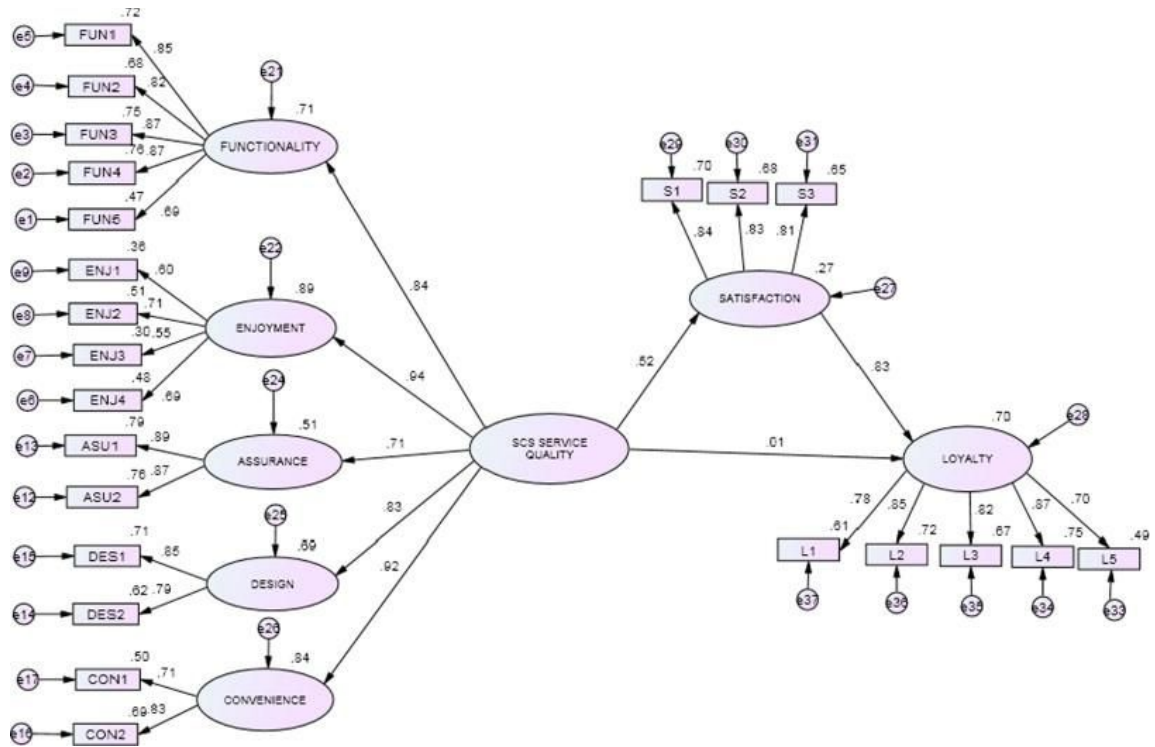 .72
e5
FUN1
.85
.68
e4
FUN2
.82
e21
.75
.71
e3
FUN3
.87
FUNCTIONALITY
.76
.87
e2
FUN4
.47
e1
FUN5
.69
e29
e30
e31
.70
.68
.65
S1
S2
S3
.84
.83
.81
.36
e22
e9
ENJ1
.60
.89
.51
e8
ENJ2
.71
ENJOYMENT
.30
.55
e7
ENJ3
.48
e6
ENJ4
.69
.84
.27
e27
SATISFACTION
.94
.52
.83
e24
.79
.51
e13
ASU1
.89
ASSURANCE
.71
.76
.87
e12
ASU2
SCS SERVICE
QUALITY
.01
.70
e28
LOYALTY
e25
.83
.71
.69
e15
DES1
.85
DESIGN
.62
.79
e14
DES2
.92
.78
.85
.82
.87
.70
.61
.72
.67
.75
.49
L1
L2
L3
L4
L5
e37
e36
e35
e34
e33
e26
.50
.84
e17
CON1
.71
CONVENIENCE
.69
.83
e16
CON2